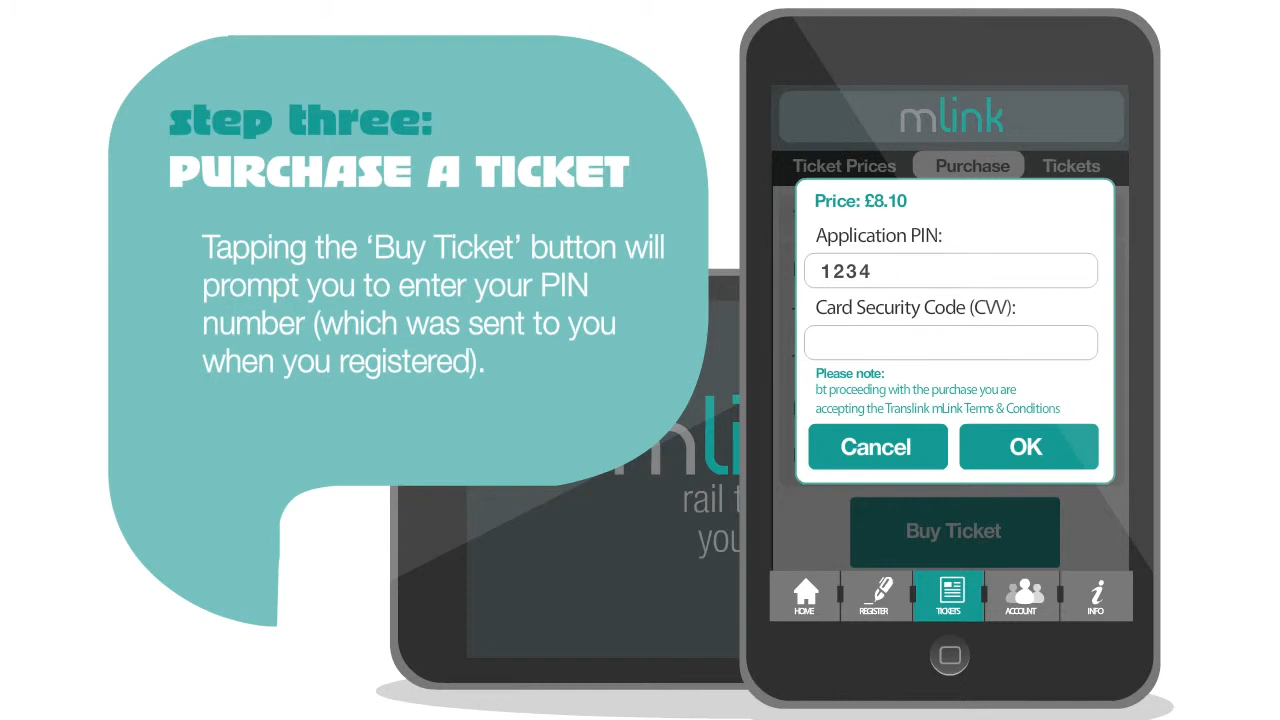 step three:
PURCHASE A TICKET
Tapping the ‘Buy Ticket’ button will
prompt you to enter your PIN
number (which was sent to you
when you registered).
mlink
Ticket Prices Purchase Tickets
Price: £8.10
Application PIN:
1234
Card Security Code (CVV):
Please note:
bt proceeding with the purchase you are
accepting the Translink mLink Terms & Conditions
Cancel OK
Buy Ticket
HOME REGISTER TICKETS ACCOUNT INFO
mli
rail t
you